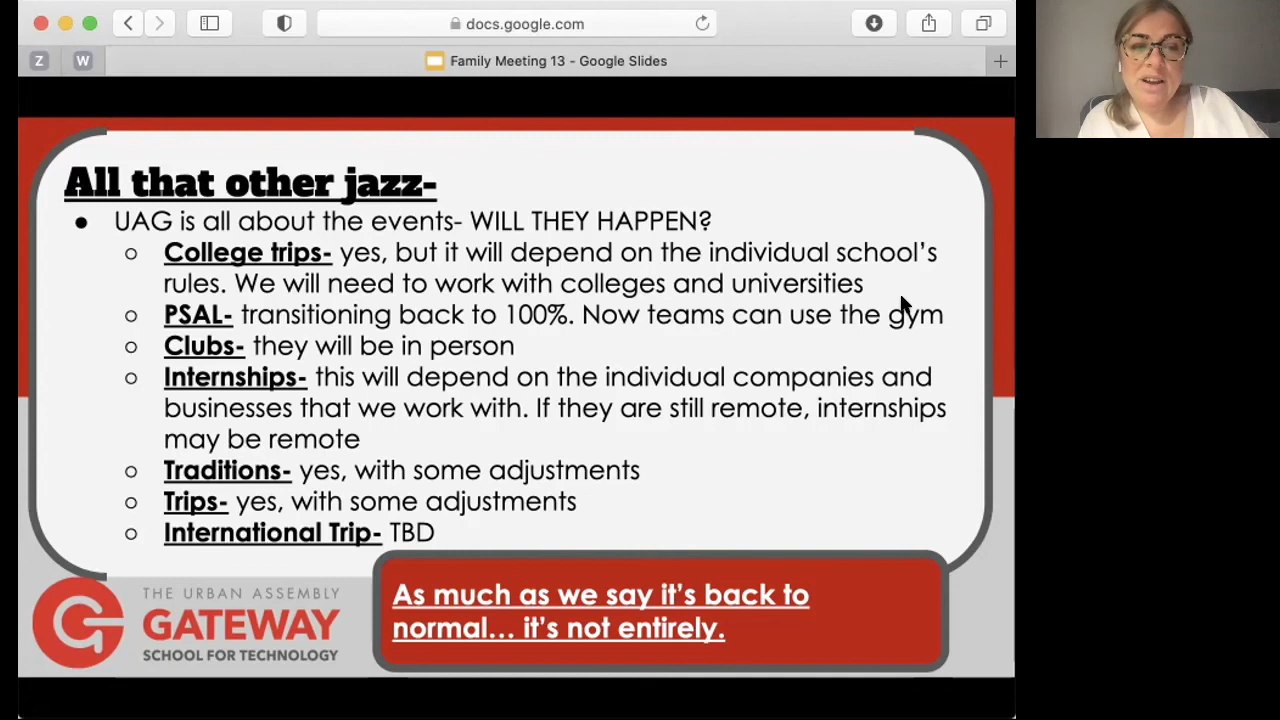 docs.google.com
Z
W
Family Meeting 13 - Google Slides
All that other jazz-
● UAG is all about the events- WILL THEY HAPPEN?
○ College trips- yes, but it will depend on the individual school’s
rules. We will need to work with colleges and universities
○ PSAL- transitioning back to 100%. Now teams can use the gym
○ Clubs- they will be in person
○ Internships- this will depend on the individual companies and
businesses that we work with. If they are still remote, internships
may be remote
○ Traditions- yes, with some adjustments
○ Trips- yes, with some adjustments
○ International Trip- TBD
THE URBAN ASSEMBLY
GATEWAY
SCHOOL FOR TECHNOLOGY
As much as we say it’s back to
normal... it’s not entirely.